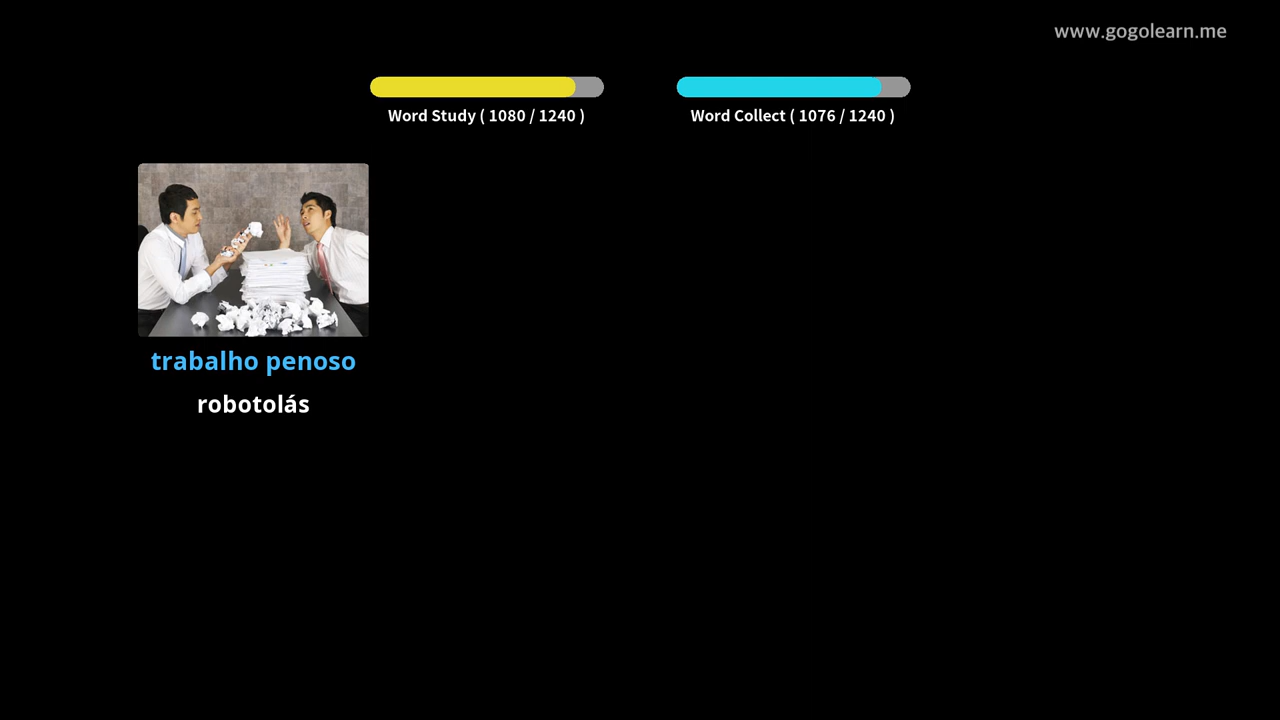 www.gogolearn.me
Word Study ( 1080 / 1240 )
Word Collect ( 1076 / 1240 )
trabalho penoso
robotolás